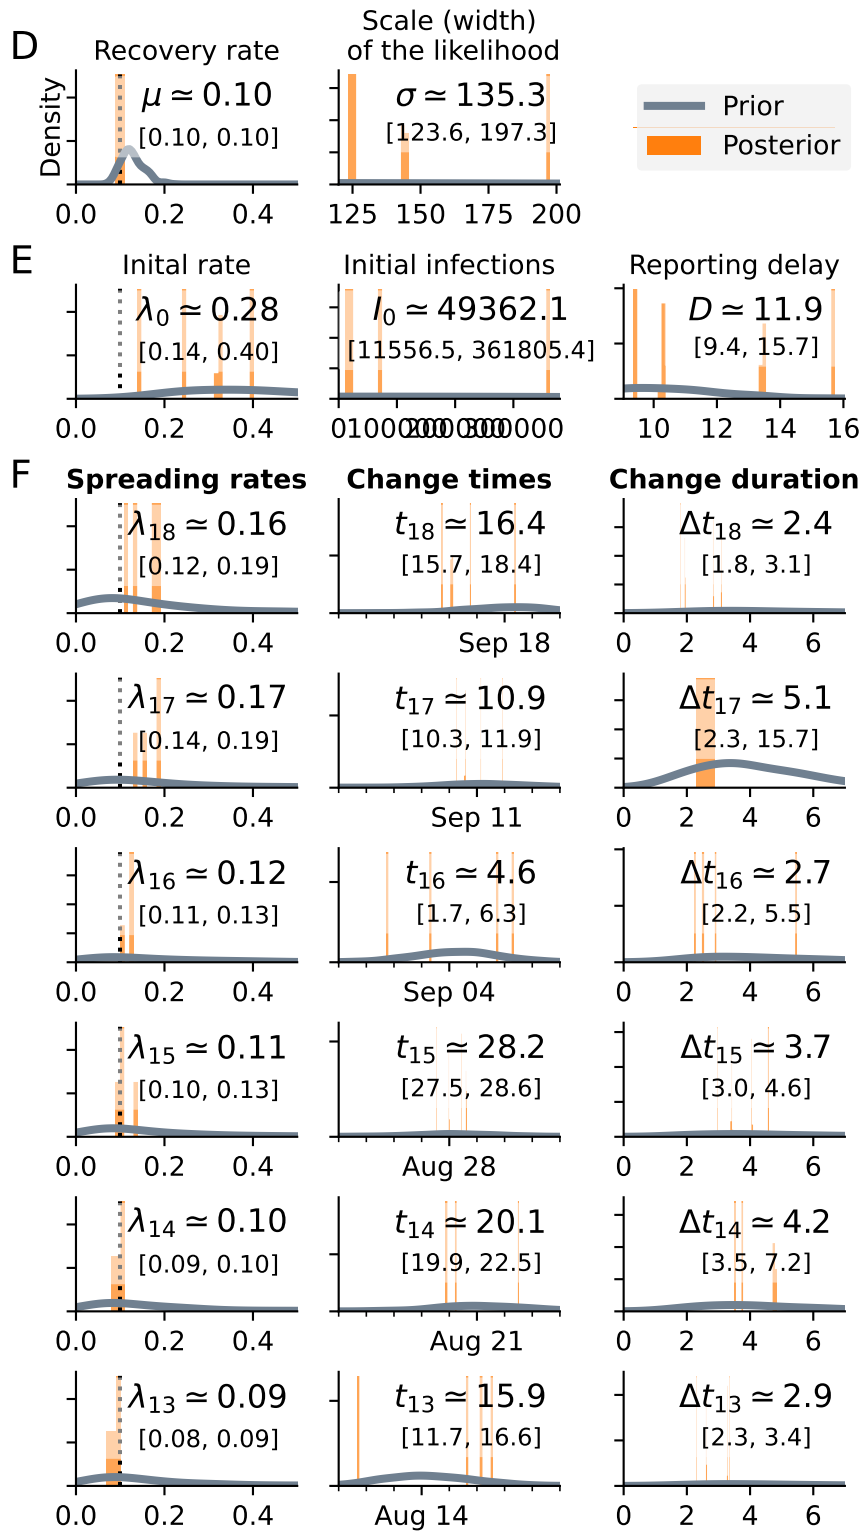 D
Recovery rate
Density
μ ≃ 0.10
[0.10, 0.10]
0.0 0.2 0.4
Scale (width)
of the likelihood
σ ≃ 135.3
[123.6, 197.3]
125 150 175 200
Prior
Posterior
E
Inital rate
λ0 ≃ 0.28
[0.14, 0.40]
0.0 0.2 0.4
Initial infections
I0 ≃ 49362.1
[11556.5, 361805.4]
0 100000 200000 300000
Reporting delay
D ≃ 11.9
[9.4, 15.7]
10 12 14 16
F
Spreading rates Change times Change duration
λ18 ≃ 0.16
[0.12, 0.19]
0.0 0.2 0.4
t18 ≃ 16.4
[15.7, 18.4]
Sep 18
Δt18 ≃ 2.4
[1.8, 3.1]
0 2 4 6
λ17 ≃ 0.17
[0.14, 0.19]
0.0 0.2 0.4
t17 ≃ 10.9
[10.3, 11.9]
Sep 11
Δt17 ≃ 5.1
[2.3, 15.7]
0 2 4 6
λ16 ≃ 0.12
[0.11, 0.13]
0.0 0.2 0.4
t16 ≃ 4.6
[1.7, 6.3]
Sep 04
Δt16 ≃ 2.7
[2.2, 5.5]
0 2 4 6
λ15 ≃ 0.11
[0.10, 0.13]
0.0 0.2 0.4
t15 ≃ 28.2
[27.5, 28.6]
Aug 28
Δt15 ≃ 3.7
[3.0, 4.6]
0 2 4 6
λ14 ≃ 0.10
[0.09, 0.10]
0.0 0.2 0.4
t14 ≃ 20.1
[19.9, 22.5]
Aug 21
Δt14 ≃ 4.2
[3.5, 7.2]
0 2 4 6
λ13 ≃ 0.09
[0.08, 0.09]
0.0 0.2 0.4
t13 ≃ 15.9
[11.7, 16.6]
Aug 14
Δt13 ≃ 2.9
[2.3, 3.4]
0 2 4 6